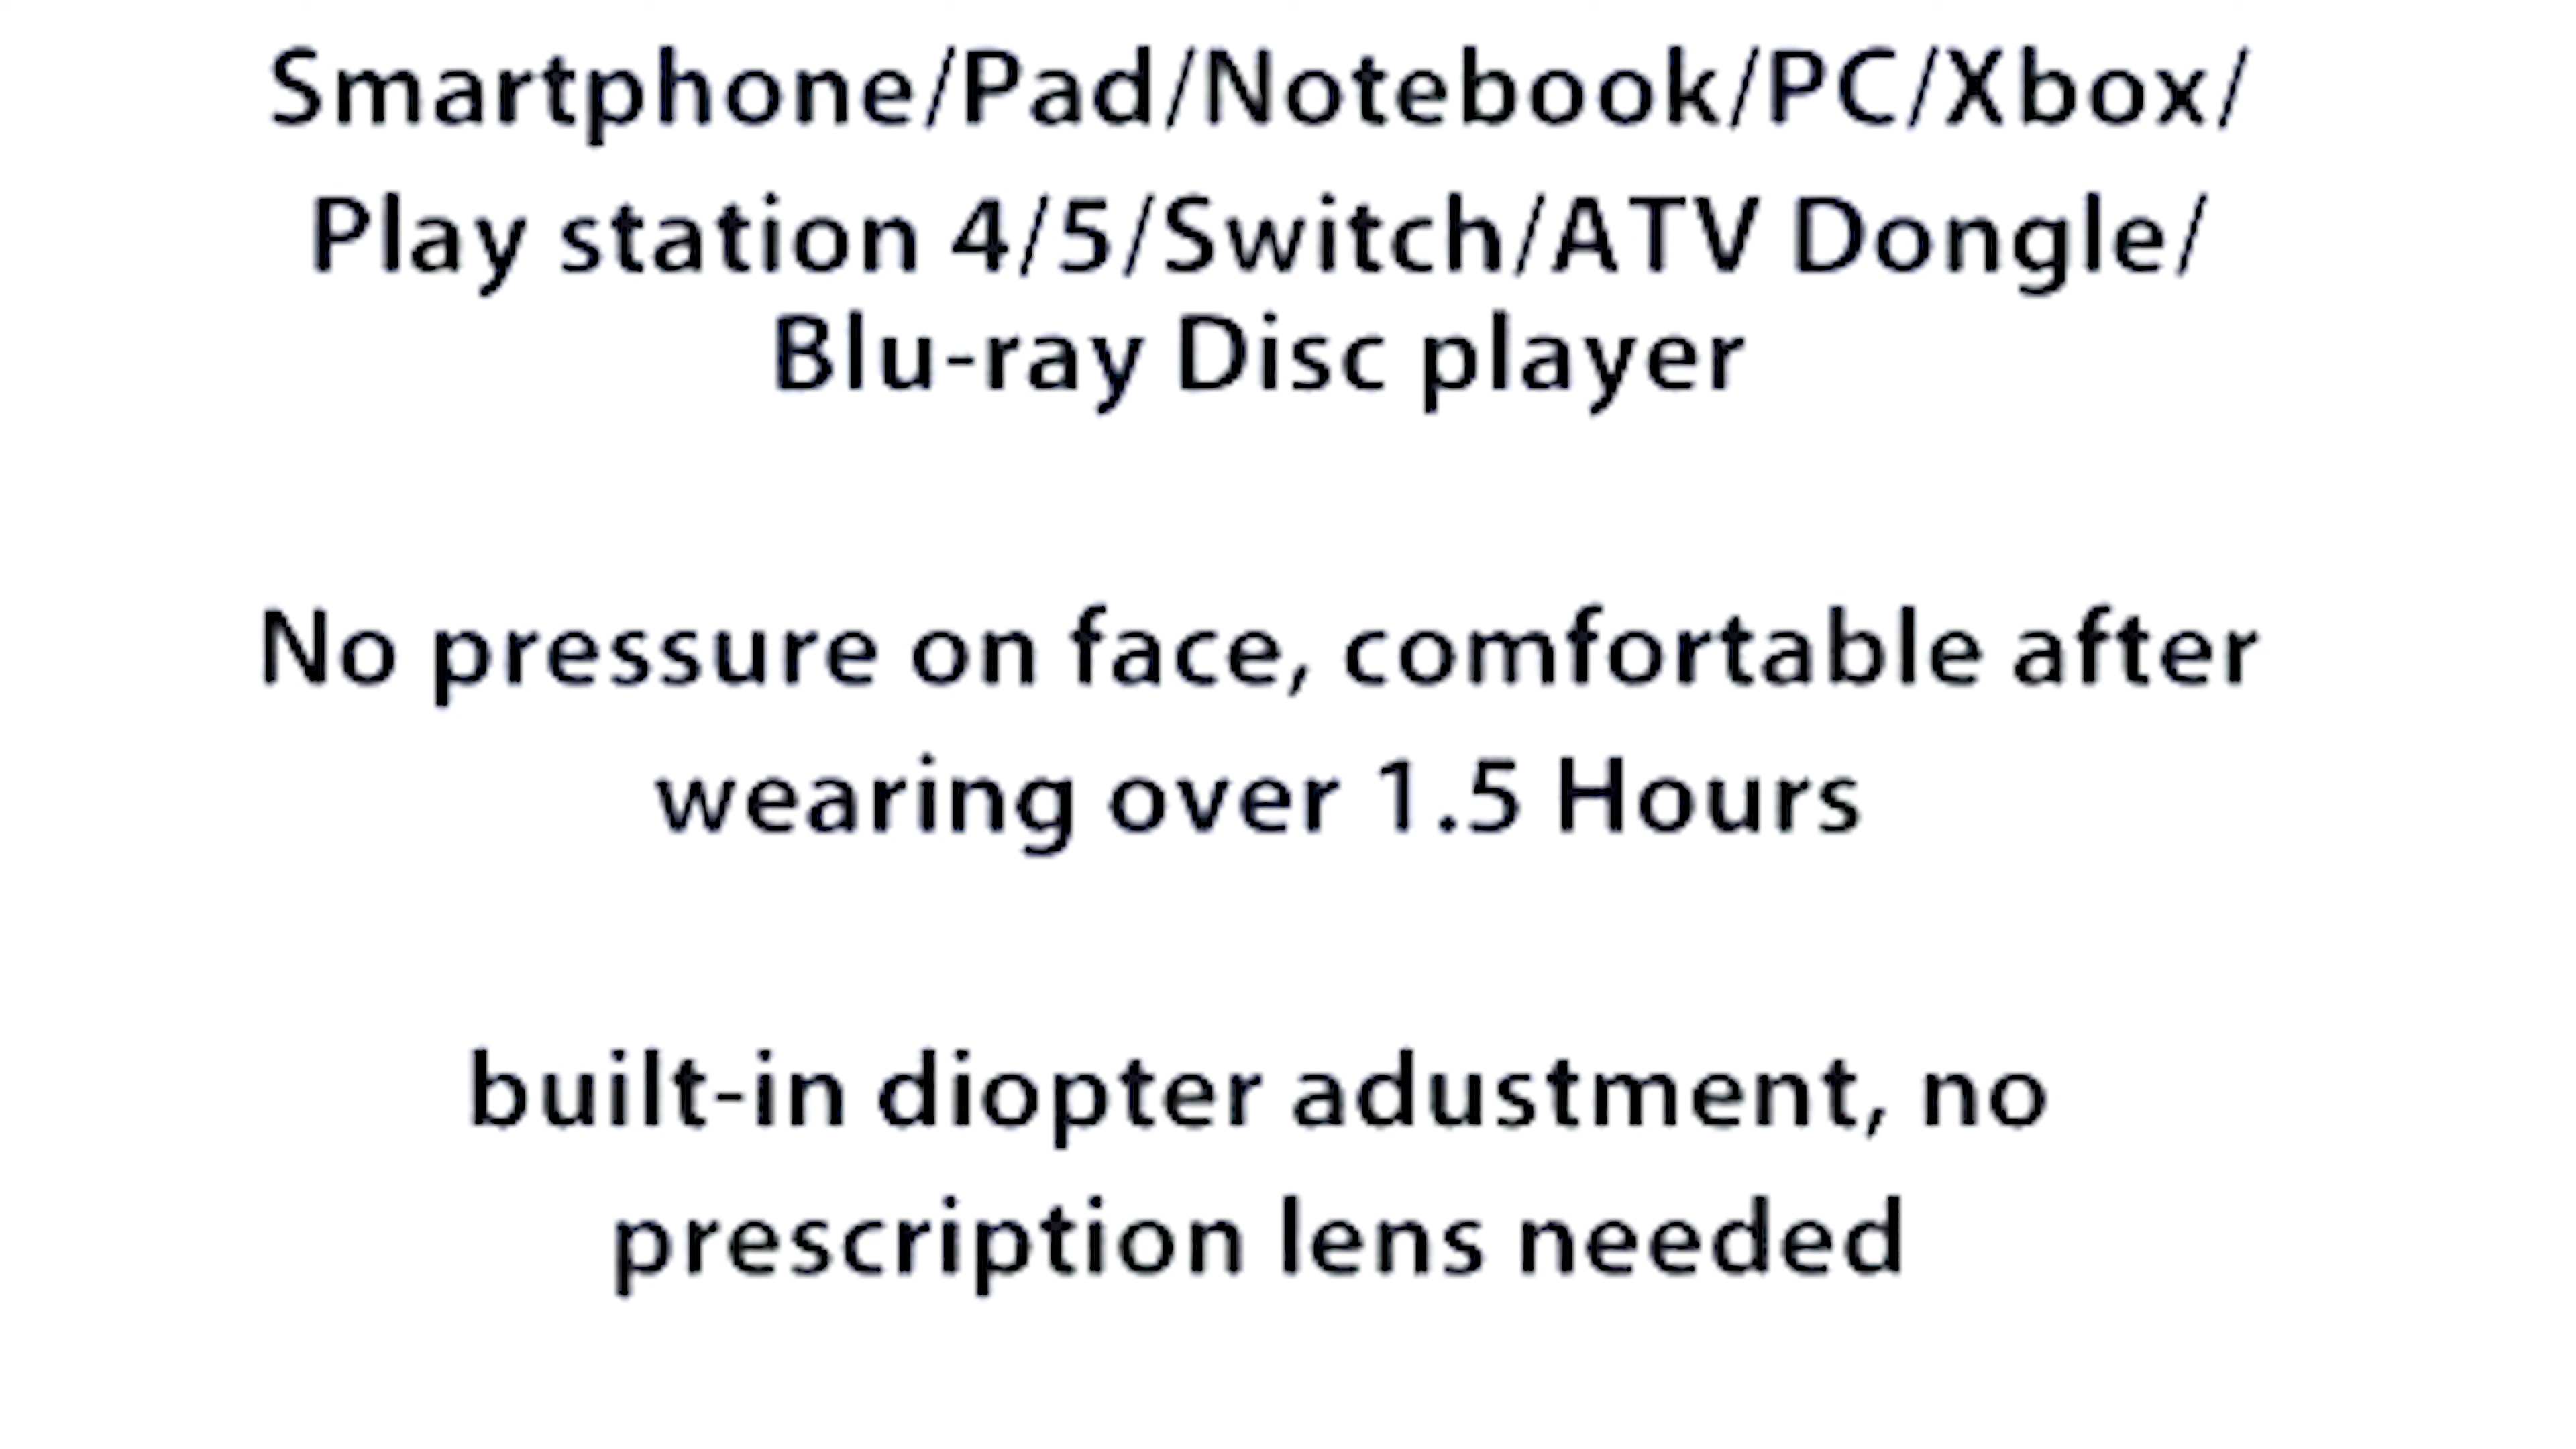 Smartphone/Pad/Notebook/PC/Xbox/
Play station 4/5/Switch/ATV Dongle/
Blu-ray Disc player
No pressure on face, comfortable after
wearing over 1.5 Hours
built-in diopter adustment, no
prescription lens needed